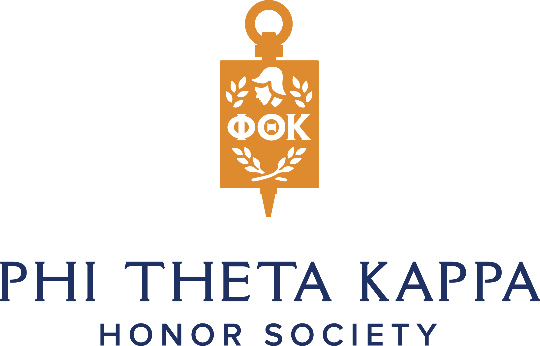 ΦΘΚ
PHI THETA KAPPA
HONOR SOCIETY